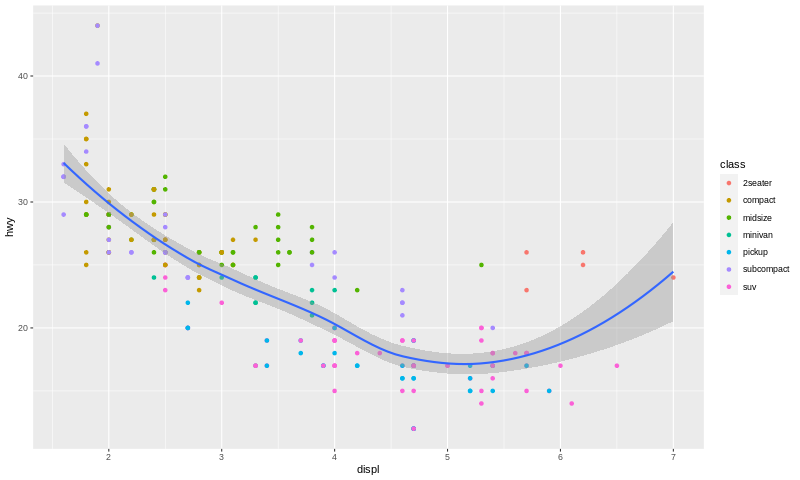 40
30
20
hwy
2
3
4
5
6
7
displ
class
2seater
compact
midsize
minivan
pickup
subcompact
suv